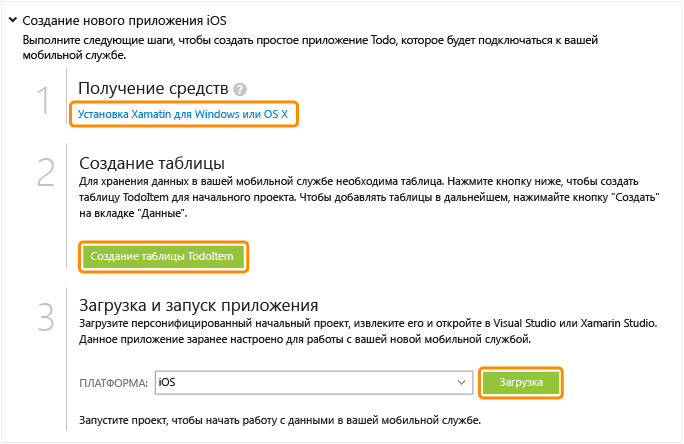 Создание нового приложения iOS
Выполните следующие шаги, чтобы создать простое приложение Todo, которое будет подключаться к вашей
мобильной службе.
1
Получение средств ?
Установка Xamatin для Windows или OS X
2
Создание таблицы
Для хранения данных в вашей мобильной службе необходима таблица. Нажмите кнопку ниже, чтобы создать
таблицу TodoItem для начального проекта. Чтобы добавлять таблицы в дальнейшем, нажимайте кнопку "Создать"
на вкладке "Данные".
Создание таблицы TodoItem
3
Загрузка и запуск приложения
Загрузите персонифицированный начальный проект, извлеките его и откройте в Visual Studio или Xamarin Studio.
Данное приложение заранее настроено для работы с вашей новой мобильной службой.
ПЛАТФОРМА: iOS Загрузка
Запустите проект, чтобы начать работу с данными в вашей мобильной службе.